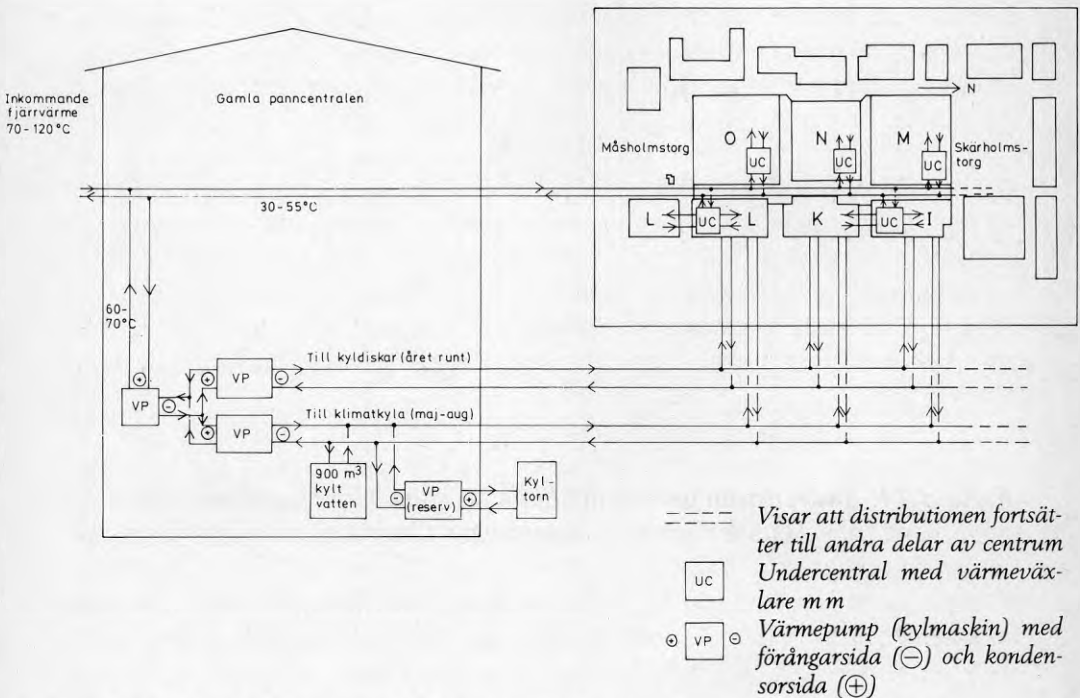 Inkommande
fjärrvärme
70-120°C
Gamla panncentralen
30-55°C
60-
70°C
VP
VP
VP
Till kyldiskar (året runt)
Till klimatkyla (maj-aug)
900 m³
kylt
vatten
VP
(reserv)
Kyl-
torn
N
O
N
M
Måsholmstorg
Skärholms-
torg
UC
UC
UC
L
UC
L
K
UC
I
Visar att distributionen fortsät-
ter till andra delar av centrum
UC
Undercentral med värmeväx-
lare m m
⊕ VP ⊖
Värmepump (kylmaskin) med
förångarsida (⊖) och konden-
sorsida (⊕)